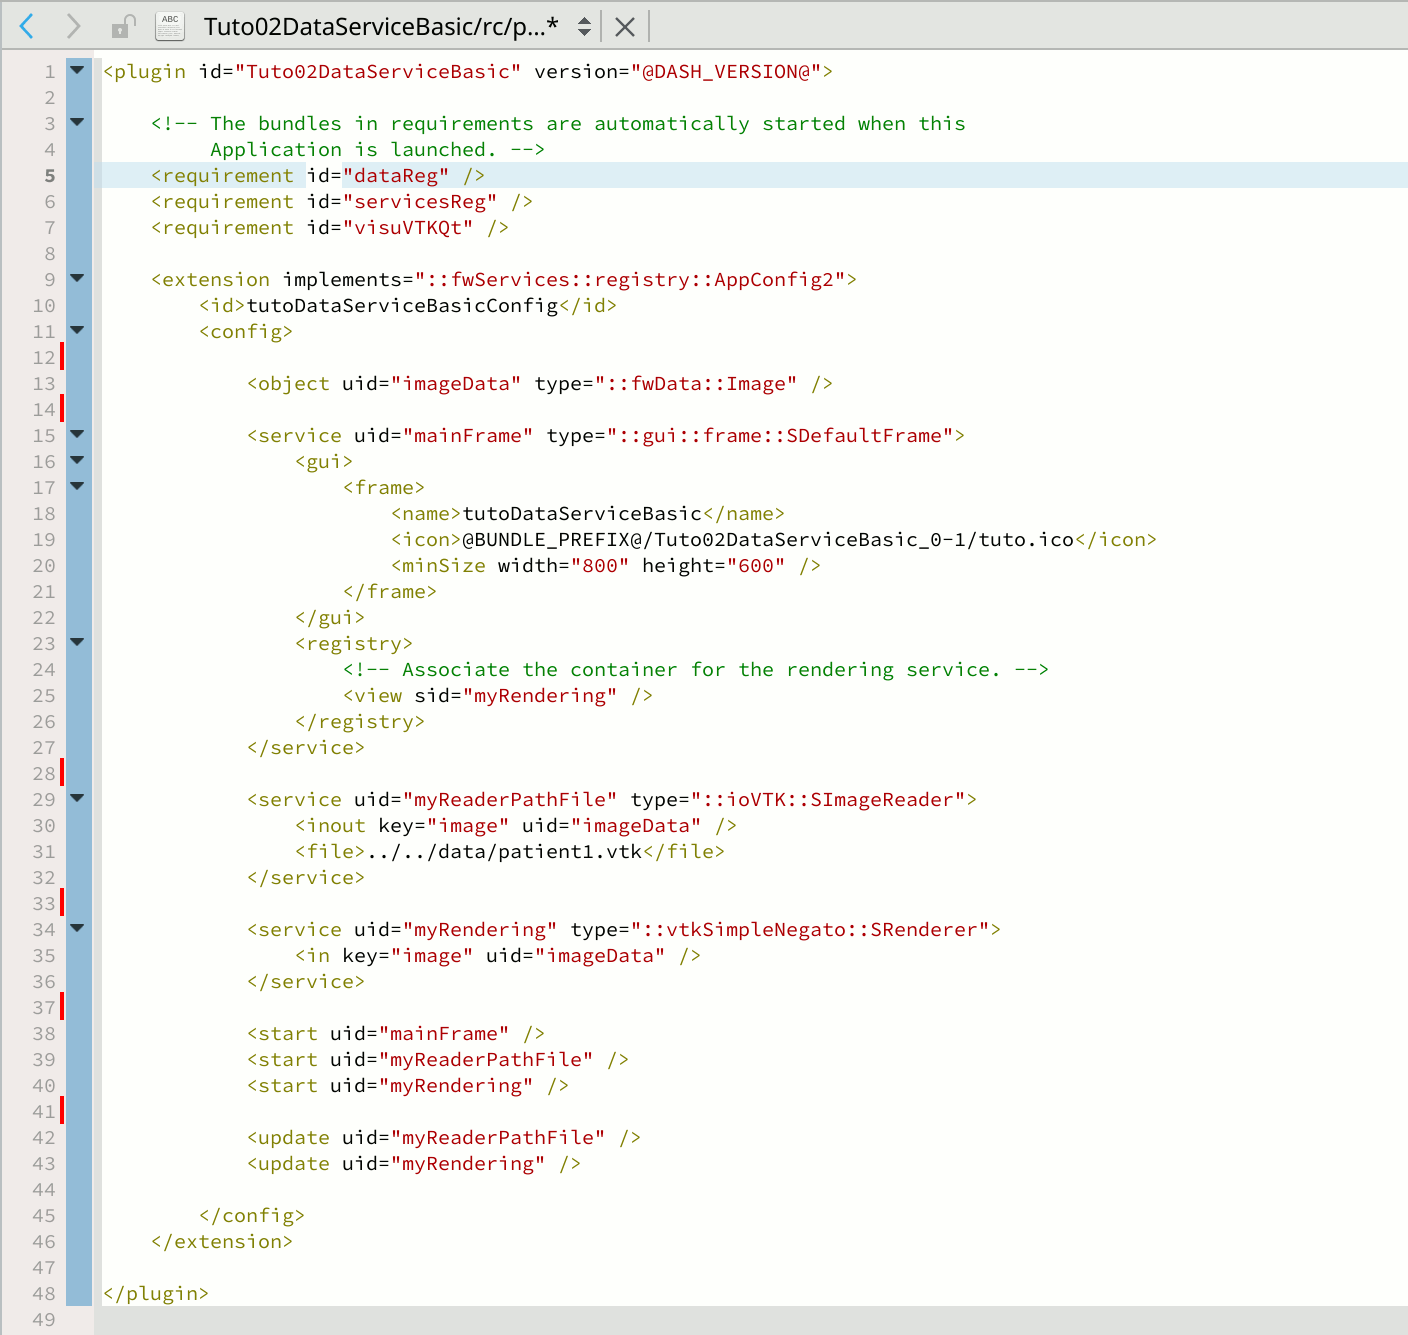 ABC
Tuto02DataServiceBasic/rc/p...*
1 <plugin id="Tuto02DataServiceBasic" version="@DASH_VERSION@">
2
3     <!-- The bundles in requirements are automatically started when this
4          Application is launched. -->
5     <requirement id="dataReg" />
6     <requirement id="servicesReg" />
7     <requirement id="visuVTKQt" />
8
9     <extension implements="::fwServices::registry::AppConfig2">
10         <id>tutoDataServiceBasicConfig</id>
11         <config>
12
13             <object uid="imageData" type="::fwData::Image" />
14
15             <service uid="mainFrame" type="::gui::frame::SDefaultFrame">
16                 <gui>
17                     <frame>
18                         <name>tutoDataServiceBasic</name>
19                         <icon>@BUNDLE_PREFIX@/Tuto02DataServiceBasic_0-1/tuto.ico</icon>
20                         <minSize width="800" height="600" />
21                     </frame>
22                 </gui>
23                 <registry>
24                     <!-- Associate the container for the rendering service. -->
25                     <view sid="myRendering" />
26                 </registry>
27             </service>
28
29             <service uid="myReaderPathFile" type="::ioVTK::SImageReader">
30                 <inout key="image" uid="imageData" />
31                 <file>../../data/patient1.vtk</file>
32             </service>
33
34             <service uid="myRendering" type="::vtkSimpleNegato::SRenderer">
35                 <in key="image" uid="imageData" />
36             </service>
37
38             <start uid="mainFrame" />
39             <start uid="myReaderPathFile" />
40             <start uid="myRendering" />
41
42             <update uid="myReaderPathFile" />
43             <update uid="myRendering" />
44
45         </config>
46     </extension>
47
48 </plugin>
49